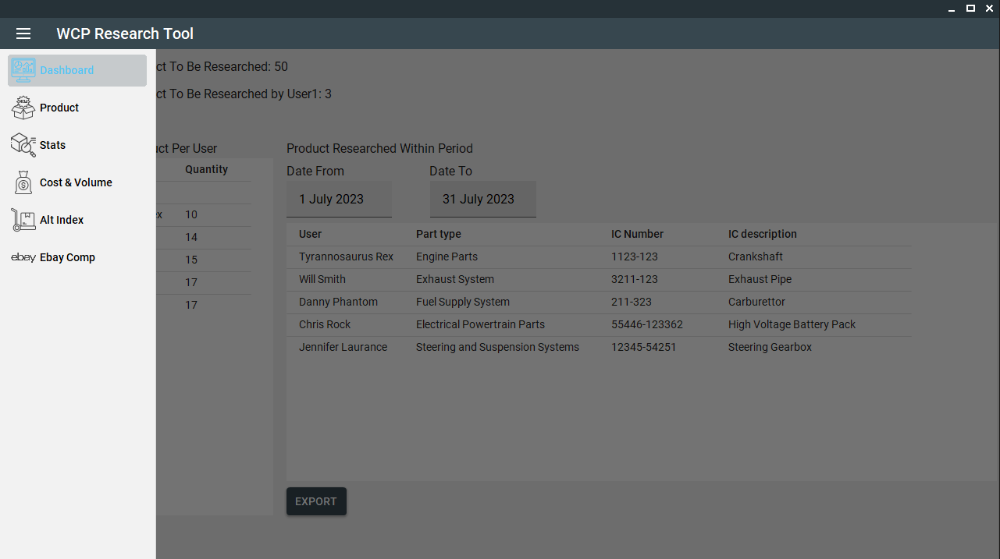 WCP Research Tool
Dashboard
Product
Stats
Cost & Volume
Alt Index
ebay Ebay Comp
ct To Be Researched: 50
ct To Be Researched by User1: 3
uct Per User
Quantity
ex 10
14
15
17
17
Product Researched Within Period
Date From Date To
1 July 2023 31 July 2023
User Part type IC Number IC description
Tyrannosaurus Rex Engine Parts 1123-123 Crankshaft
Will Smith Exhaust System 3211-123 Exhaust Pipe
Danny Phantom Fuel Supply System 211-323 Carburettor
Chris Rock Electrical Powertrain Parts 55446-123362 High Voltage Battery Pack
Jennifer Laurance Steering and Suspension Systems 12345-54251 Steering Gearbox
EXPORT